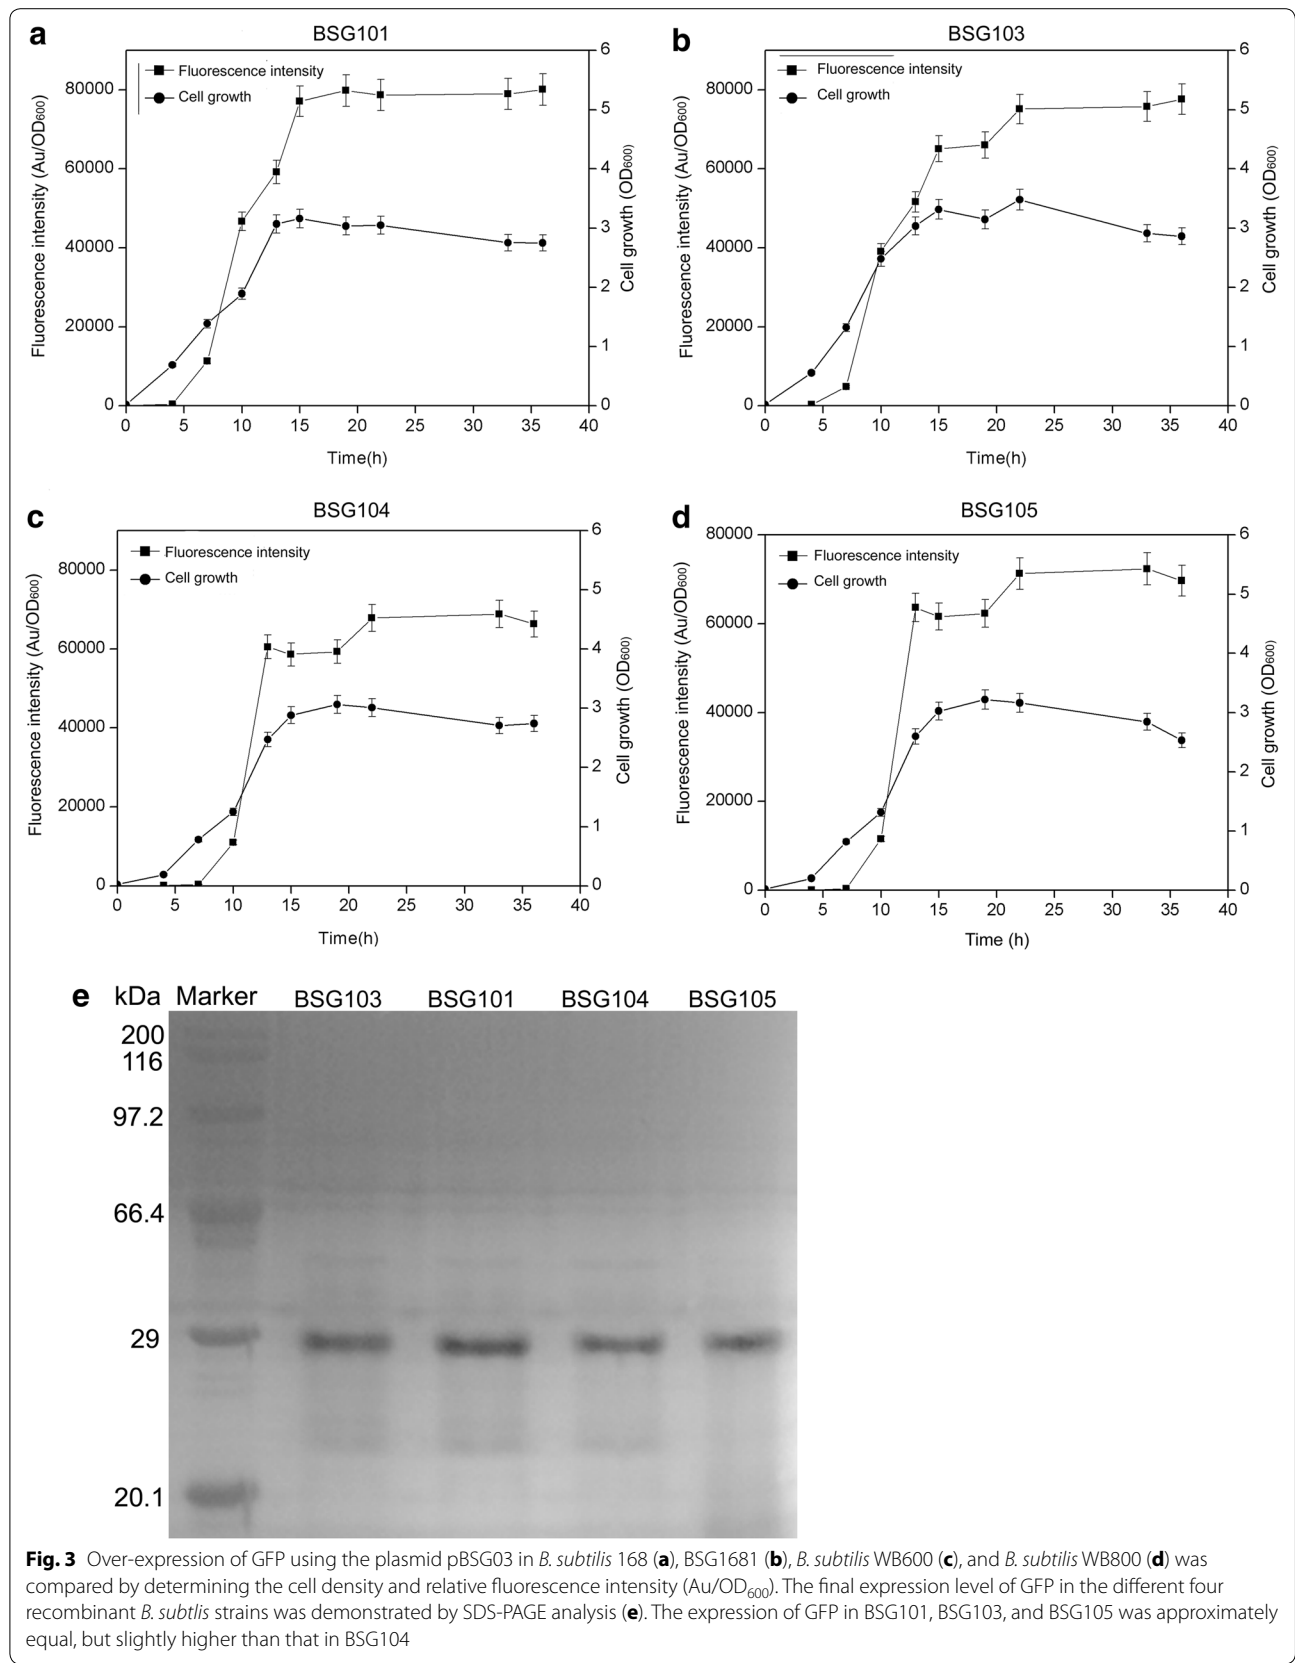 a
BSG101
Fluorescence intensity
Cell growth
80000
60000
40000
20000
0
6
5
4
3
2
1
0
0 5 10 15 20 25 30 35 40
Fluorescence intensity (Au/OD600)
Cell growth (OD600)
Time(h)
b
BSG103
Fluorescence intensity
Cell growth
80000
60000
40000
20000
0
6
5
4
3
2
1
0
0 5 10 15 20 25 30 35 40
Fluorescence intensity (Au/OD600)
Cell growth (OD600)
Time(h)
c
BSG104
Fluorescence intensity
Cell growth
80000
60000
40000
20000
0
6
5
4
3
2
1
0
0 5 10 15 20 25 30 35 40
Fluorescence intensity (Au/OD600)
Cell growth (OD600)
Time(h)
d
BSG105
Fluorescence intensity
Cell growth
80000
60000
40000
20000
0
6
5
4
3
2
1
0
0 5 10 15 20 25 30 35 40
Fluorescence intensity (Au/OD600)
Cell growth (OD600)
Time (h)
e kDa Marker BSG103 BSG101 BSG104 BSG105
200
116
97.2
66.4
29
20.1
Fig. 3 Over-expression of GFP using the plasmid pBSG03 in B. subtilis 168 (a), BSG1681 (b), B. subtilis WB600 (c), and B. subtilis WB800 (d) was
compared by determining the cell density and relative fluorescence intensity (Au/OD600). The final expression level of GFP in the different four
recombinant B. subtlis strains was demonstrated by SDS-PAGE analysis (e). The expression of GFP in BSG101, BSG103, and BSG105 was approximately
equal, but slightly higher than that in BSG104